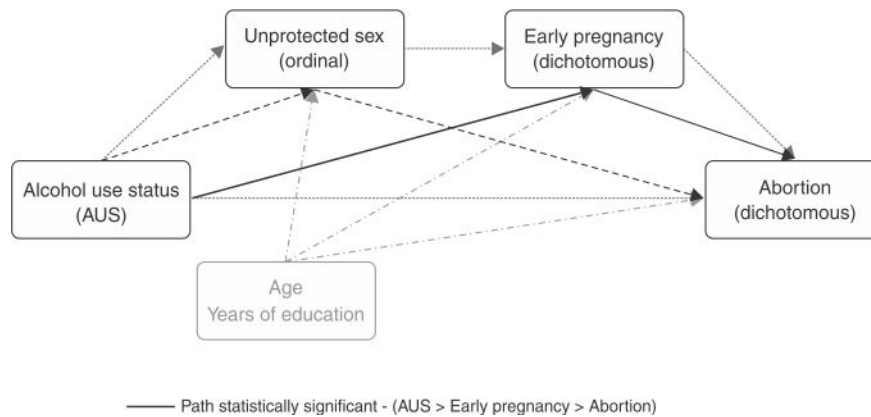 Unprotected sex
(ordinal)
Early pregnancy
(dichotomous)
Alcohol use status
(AUS)
Abortion
(dichotomous)
Age
Years of education
Path statistically significant - (AUS > Early pregnancy > Abortion)